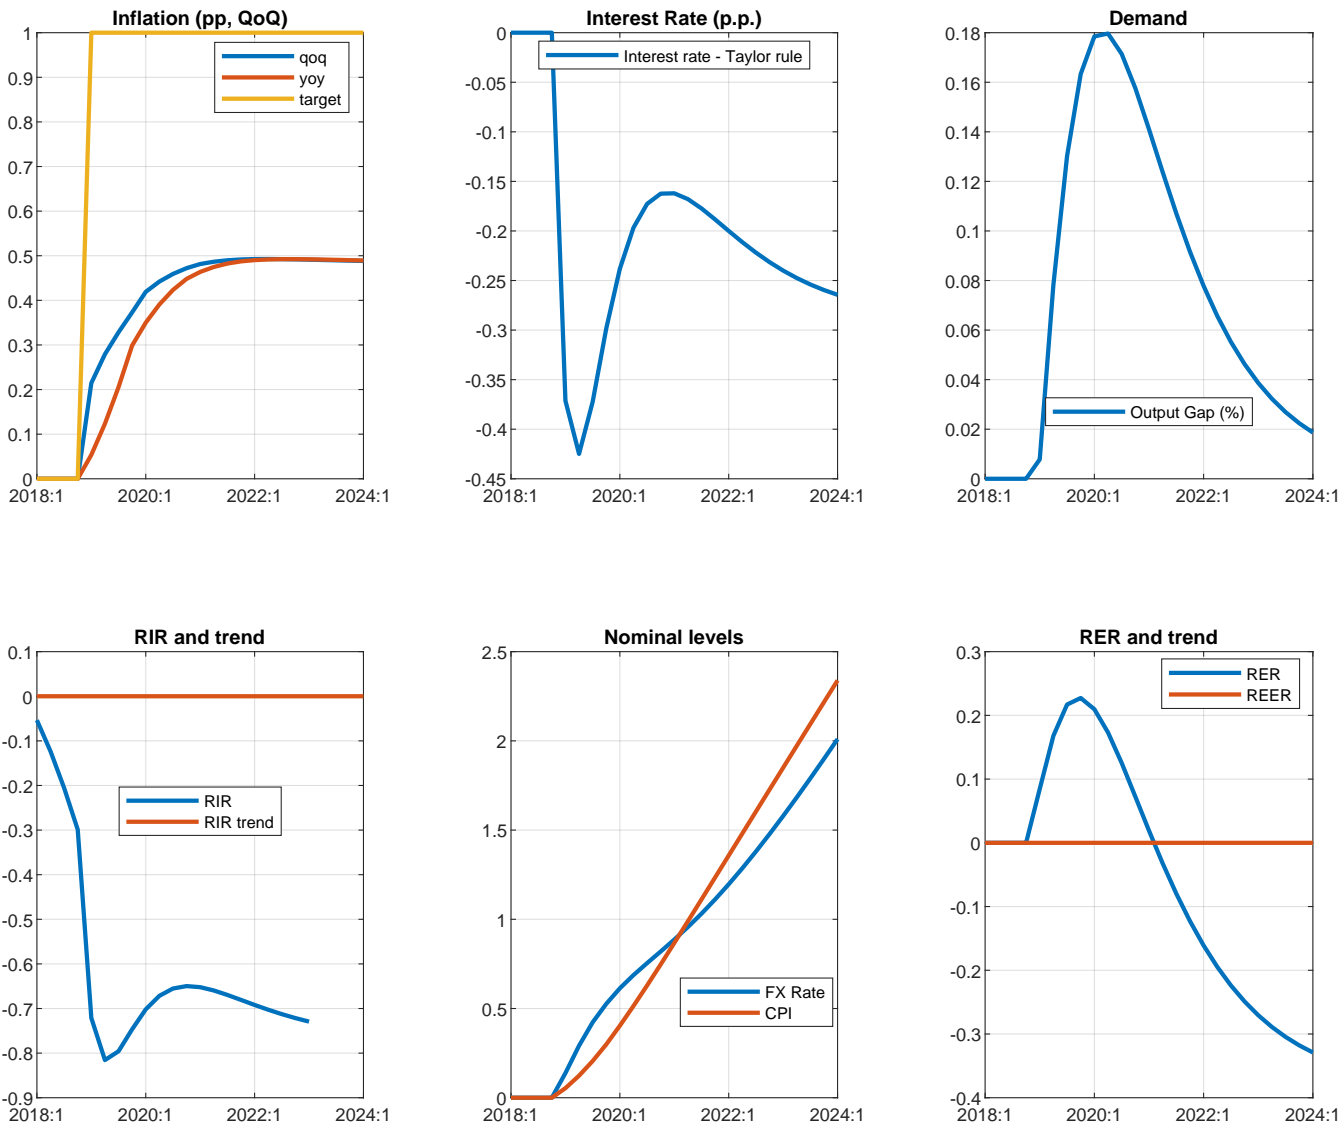 Inflation (pp, QoQ)
1
0.9
0.8
0.7
0.6
0.5
0.4
0.3
0.2
0.1
0
2018:1 2020:1 2022:1 2024:1
qoq
yoy
target
Interest Rate (p.p.)
0
-0.05
-0.1
-0.15
-0.2
-0.25
-0.3
-0.35
-0.4
-0.45
2018:1 2020:1 2022:1 2024:1
Interest rate - Taylor rule
Demand
0.18
0.16
0.14
0.12
0.1
0.08
0.06
0.04
0.02
0
2018:1 2020:1 2022:1 2024:1
Output Gap (%)
RIR and trend
0.1
0
-0.1
-0.2
-0.3
-0.4
-0.5
-0.6
-0.7
-0.8
-0.9
2018:1 2020:1 2022:1 2024:1
RIR
RIR trend
Nominal levels
2.5
2
1.5
1
0.5
0
2018:1 2020:1 2022:1 2024:1
FX Rate
CPI
RER and trend
0.3
0.2
0.1
0
-0.1
-0.2
-0.3
-0.4
2018:1 2020:1 2022:1 2024:1
RER
REER